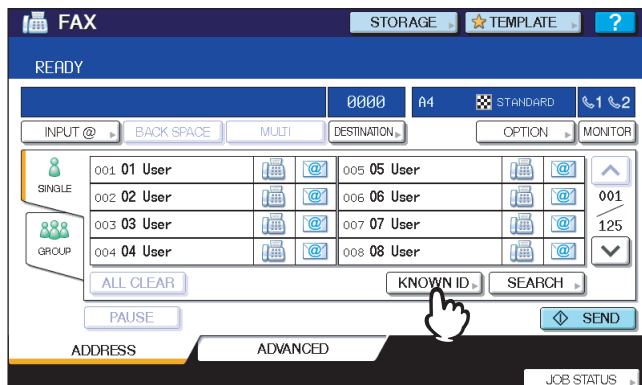 FAX
STORAGE
TEMPLATE
?
READY
0000 A4 STANDARD 1 2
INPUT @ BACK SPACE MULTI DESTINATION OPTION MONITOR
SINGLE
GROUP
001 01 User @ 005 05 User @
002 02 User @ 006 06 User @
003 03 User @ 007 07 User @
004 04 User @ 008 08 User @
001
125
ALL CLEAR KNOWN ID SEARCH
PAUSE SEND
ADDRESS ADVANCED
JOB STATUS